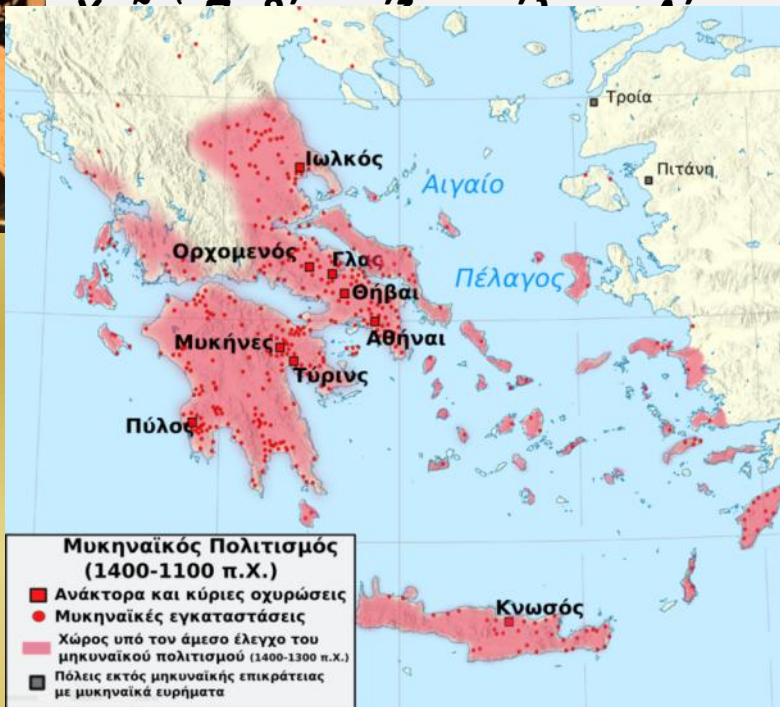 Τροία
Πιτάνη
Ιωλκός
Αιγαίο
Πέλαγος
Ορχομενός
Γλας
Θήβαι
Αθήναι
Μυκήνες
Τύρινς
Πύλος
Κνωσός
Μυκηναϊκός Πολιτισμός
(1400-1100 π.Χ.)
Ανάκτορα και κύριες οχυρώσεις
Μυκηναϊκές εγκαταστάσεις
Χώρος υπό τον άμεσο έλεγχο του
μηκυναϊκού πολιτισμού (1400-1300 π.Χ.)
Πόλεις εκτός μηκυναϊκής επικράτειας
με μυκηναϊκά ευρήματα